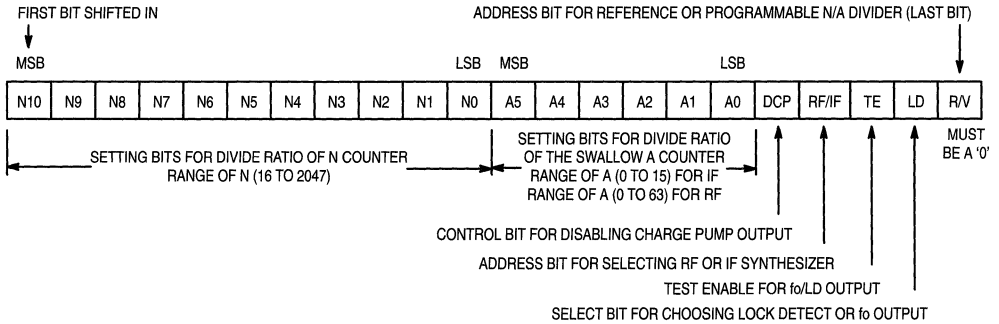 FIRST BIT SHIFTED IN
ADDRESS BIT FOR REFERENCE OR PROGRAMMABLE N/A DIVIDER (LAST BIT)
MSB LSB MSB LSB
N10 N9 N8 N7 N6 N5 N4 N3 N2 N1 N0 A5 A4 A3 A2 A1 A0 DCP RF/IF TE LD R/V
MUST
BE A '0'
SETTING BITS FOR DIVIDE RATIO OF N COUNTER
RANGE OF N (16 TO 2047)
SETTING BITS FOR DIVIDE RATIO
OF THE SWALLOW A COUNTER
RANGE OF A (0 TO 15) FOR IF
RANGE OF A (0 TO 63) FOR RF
CONTROL BIT FOR DISABLING CHARGE PUMP OUTPUT
ADDRESS BIT FOR SELECTING RF OR IF SYNTHESIZER
TEST ENABLE FOR fo/LD OUTPUT
SELECT BIT FOR CHOOSING LOCK DETECT OR fo OUTPUT